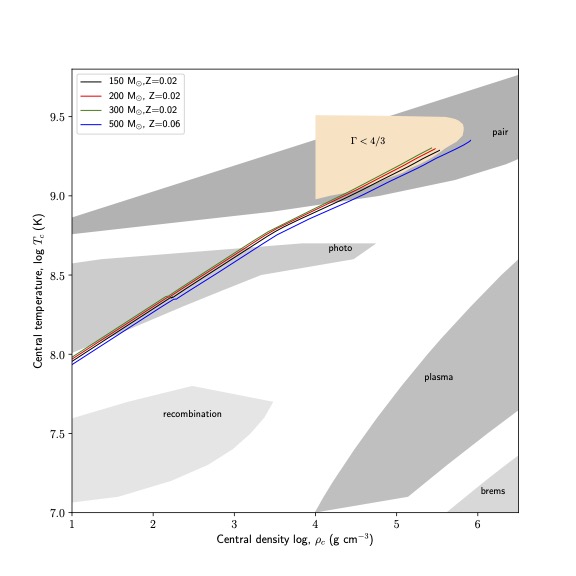 150 M⊙,Z=0.02
200 M⊙, Z=0.02
300 M⊙,Z=0.02
500 M⊙, Z=0.06
Γ < 4/3
pair
photo
plasma
recombination
brems
Central temperature, log Tc (K)
9.5
9.0
8.5
8.0
7.5
7.0
1 2 3 4 5 6
Central density log, ρc (g cm−3)